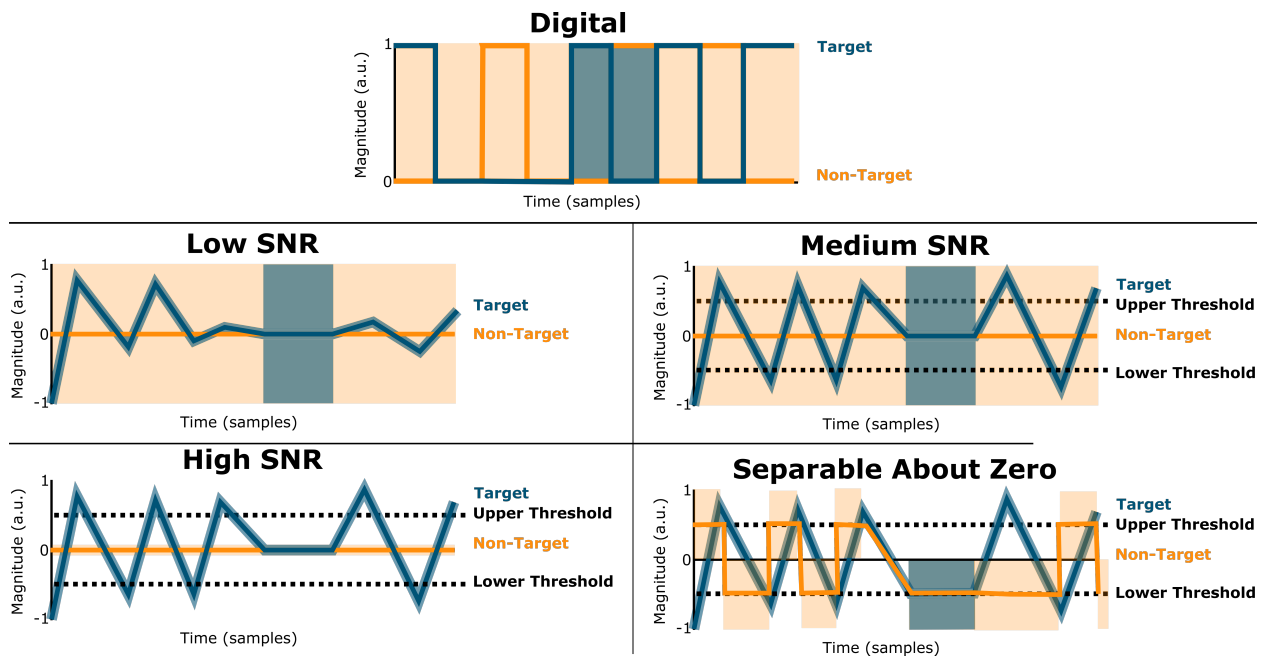 Digital
1
Target
Magnitude (a.u.)
0
Non-Target
Time (samples)
Low SNR
1
Magnitude (a.u.)
Target
0
Non-Target
-1
Time (samples)
Medium SNR
1
Magnitude (a.u.)
Target
Upper Threshold
0
Non-Target
Lower Threshold
-1
Time (samples)
High SNR
1
Magnitude (a.u.)
Target
Upper Threshold
0
Non-Target
Lower Threshold
-1
Time (samples)
Separable About Zero
1
Magnitude (a.u.)
Target
Upper Threshold
0
Non-Target
Lower Threshold
-1
Time (samples)